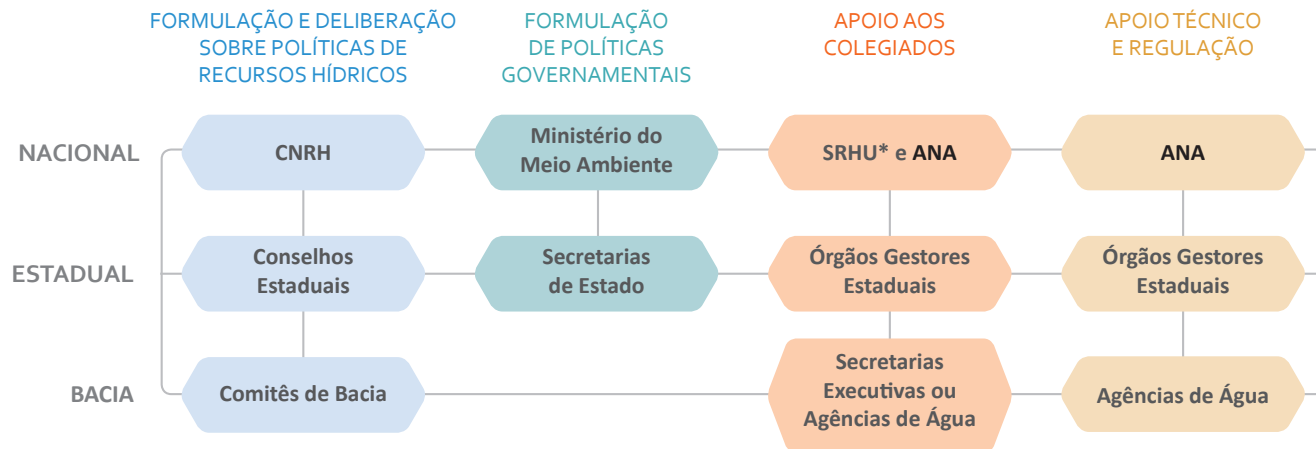 FORMULAÇÃO E DELIBERAÇÃO
SOBRE POLÍTICAS DE
RECURSOS HÍDRICOS
FORMULAÇÃO
DE POLÍTICAS
GOVERNAMENTAIS
APOIO AOS
COLEGIADOS
APOIO TÉCNICO
E REGULAÇÃO
NACIONAL
CNRH
Ministério do
Meio Ambiente
SRHU* e ANA
ANA
ESTADUAL
Conselhos
Estaduais
Secretarias
de Estado
Órgãos Gestores
Estaduais
Órgãos Gestores
Estaduais
BACIA
Comitês de Bacia
Secretarias
Executivas ou
Agências de Água
Agências de Água